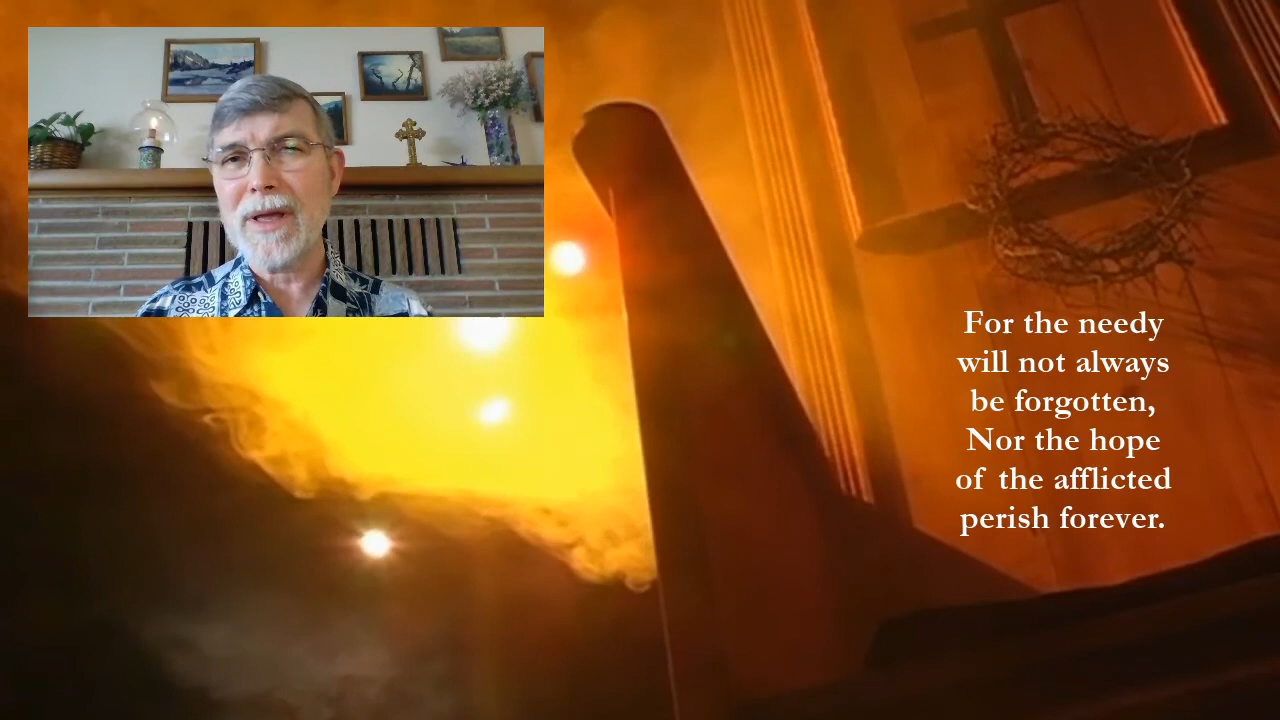 For the needy
will not always
be forgotten,
Nor the hope
of the afflicted
perish forever.